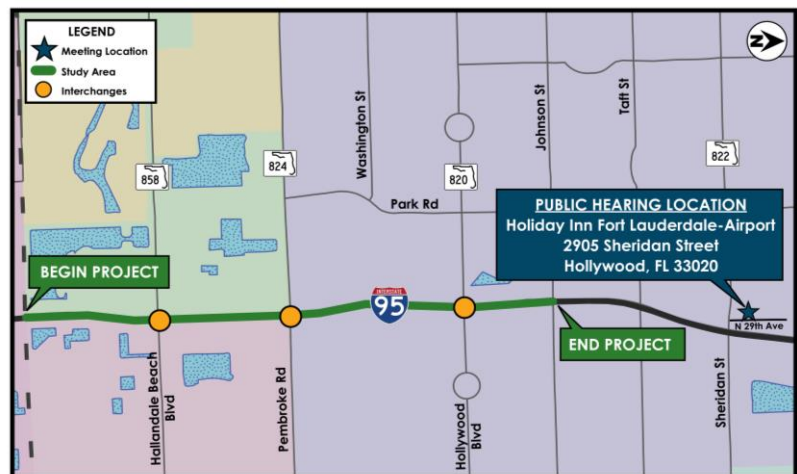 LEGEND
Meeting Location
Study Area
Interchanges
N
858
824
820
822
Washington St
Johnson St
Taft St
Park Rd
PUBLIC HEARING LOCATION
Holiday Inn Fort Lauderdale-Airport
2905 Sheridan Street
Hollywood, FL 33020
BEGIN PROJECT
INTERSTATE
95
N 29th Ave
END PROJECT
Hallandale Beach
Blvd
Pembroke Rd
Hollywood
Blvd
Sheridan St